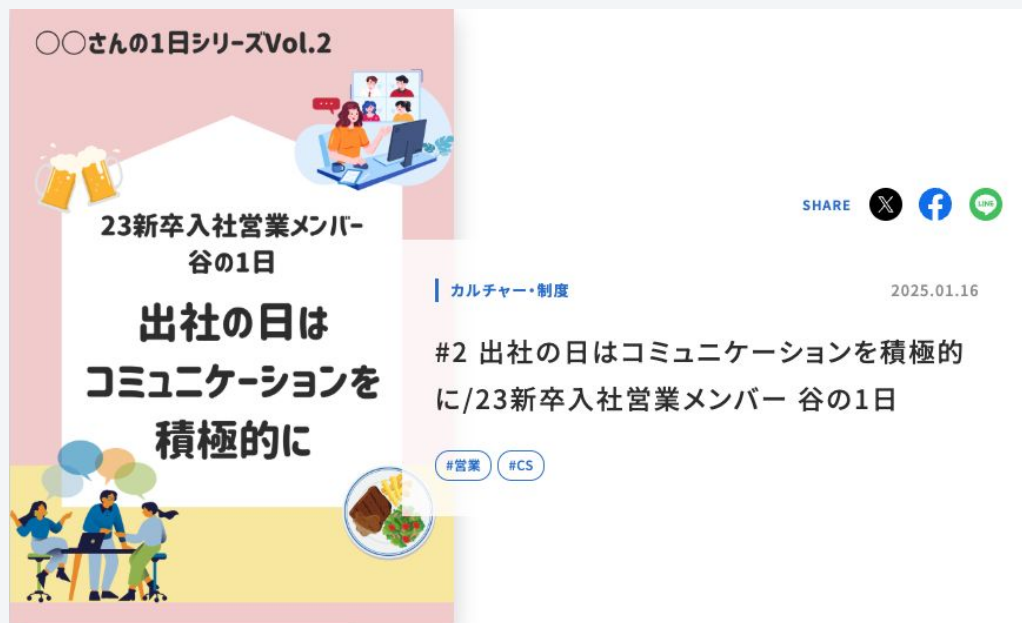 〇〇さんの1日シリーズVol.2
23新卒入社営業メンバー
谷の1日
出社の日は
コミュニケーションを
積極的に
SHARE
LINE
カルチャー・制度
2025.01.16
#2 出社の日はコミュニケーションを積極的
に/23新卒入社営業メンバー 谷の1日
#営業
#CS